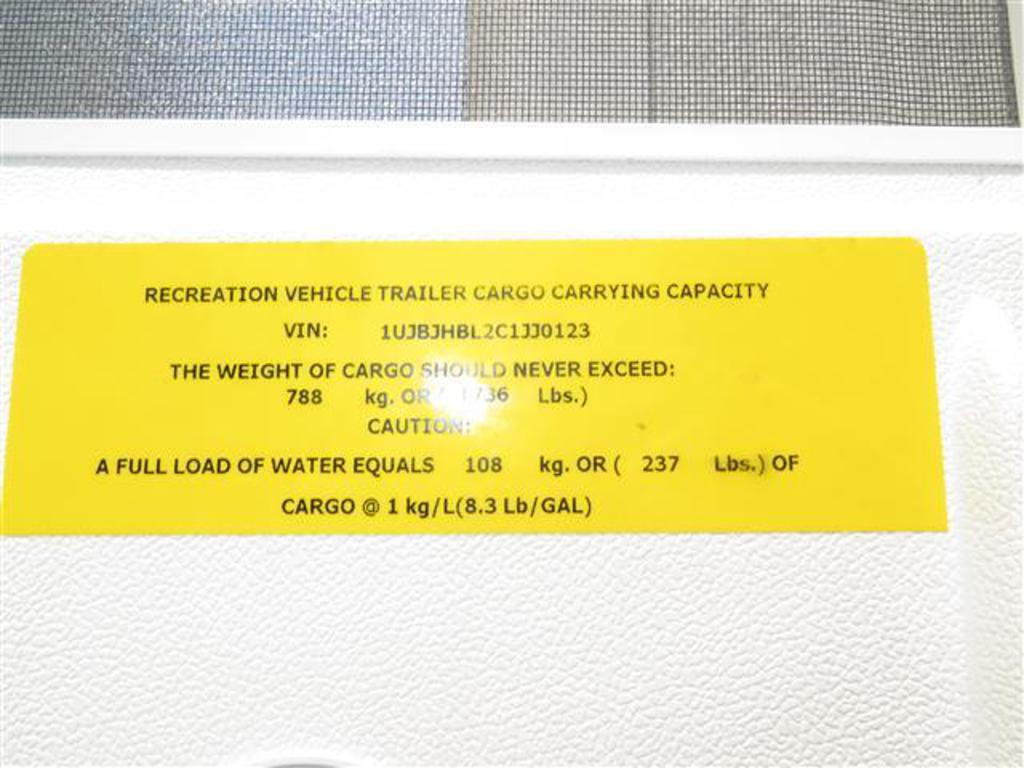 RECREATION VEHICLE TRAILER CARGO CARRYING CAPACITY
VIN: 1UJBJHBL2C1JJ0123
THE WEIGHT OF CARGO SHOULD NEVER EXCEED:
788 kg. OR ( 1736 Lbs.)
CAUTION:
A FULL LOAD OF WATER EQUALS 108 kg. OR ( 237 Lbs.) OF
CARGO @ 1 kg/L(8.3 Lb/GAL)